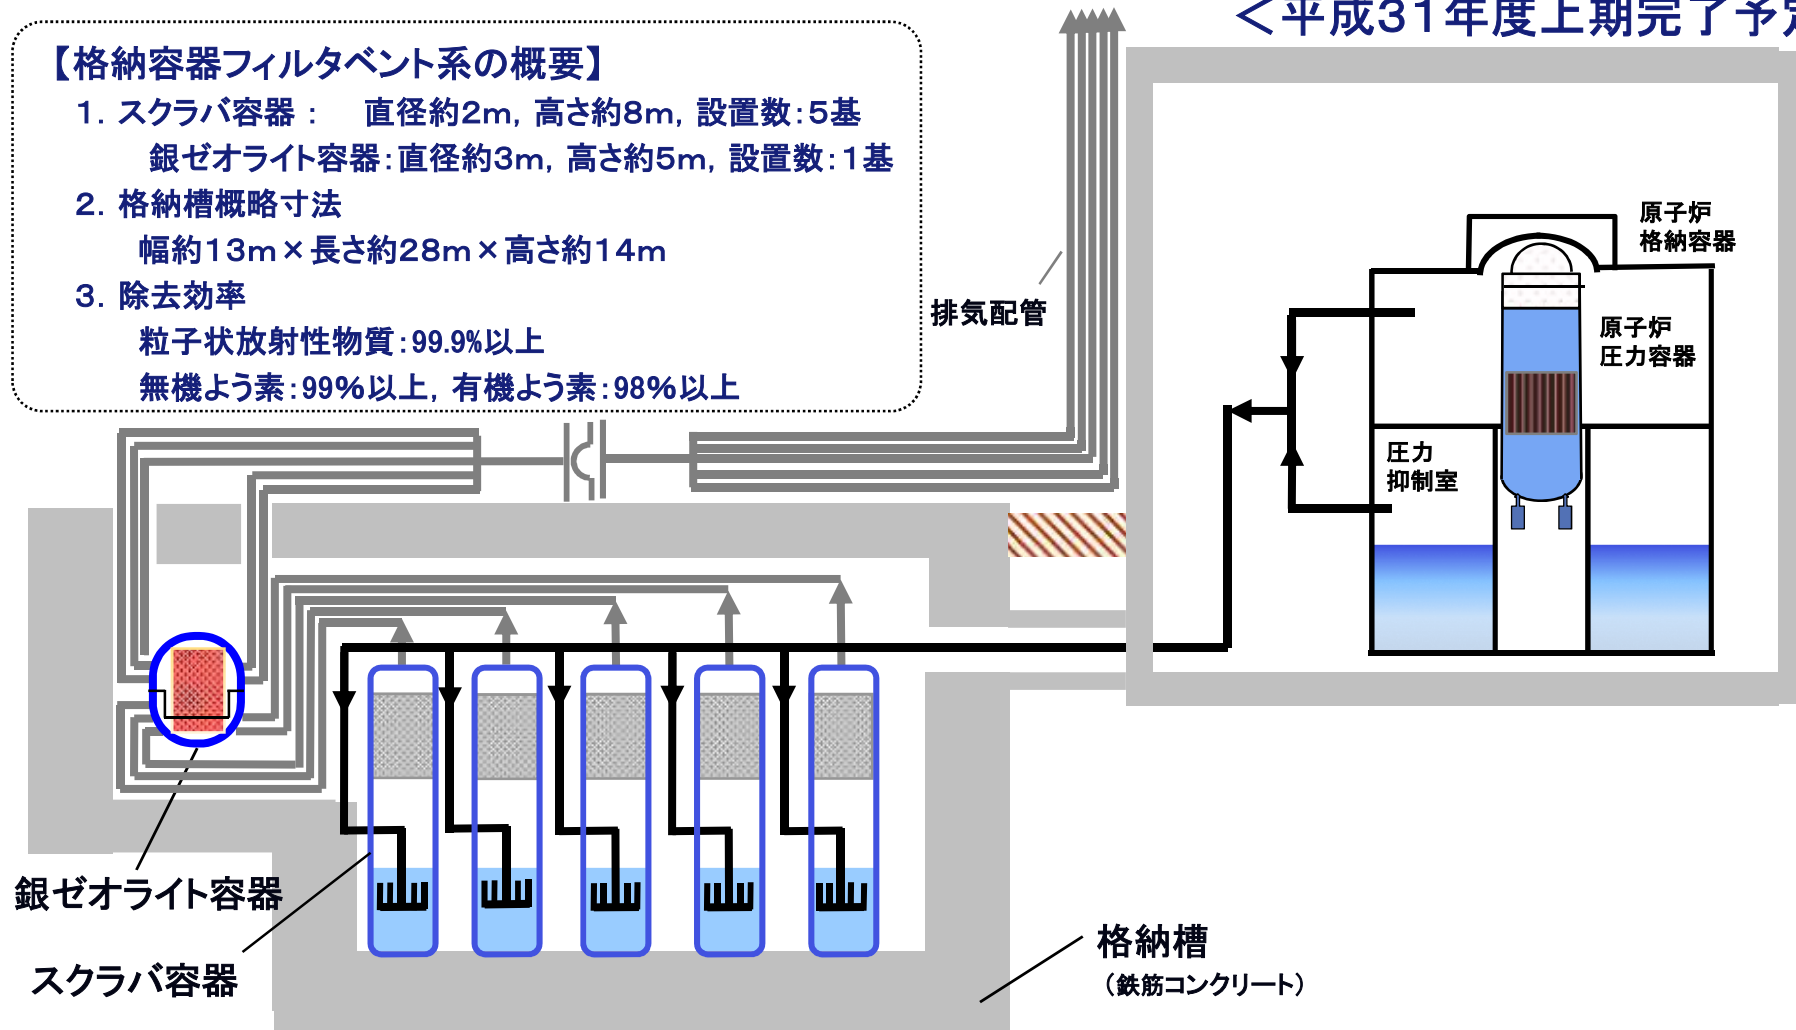 ＜平成３１年度上期完了予定
【格納容器フィルタベント系の概要】
１．スクラバ容器：　直径約2m，高さ約8m，設置数：5基
銀ゼオライト容器：直径約3m，高さ約5m，設置数：1基
２．格納槽概略寸法
幅約13m×長さ約28m×高さ約14m
３．除去効率
粒子状放射性物質：99.9%以上
無機よう素：99%以上，有機よう素：98%以上
排気配管
原子炉
格納容器
原子炉
圧力容器
圧力
抑制室
銀ゼオライト容器
スクラバ容器
格納槽
（鉄筋コンクリート）